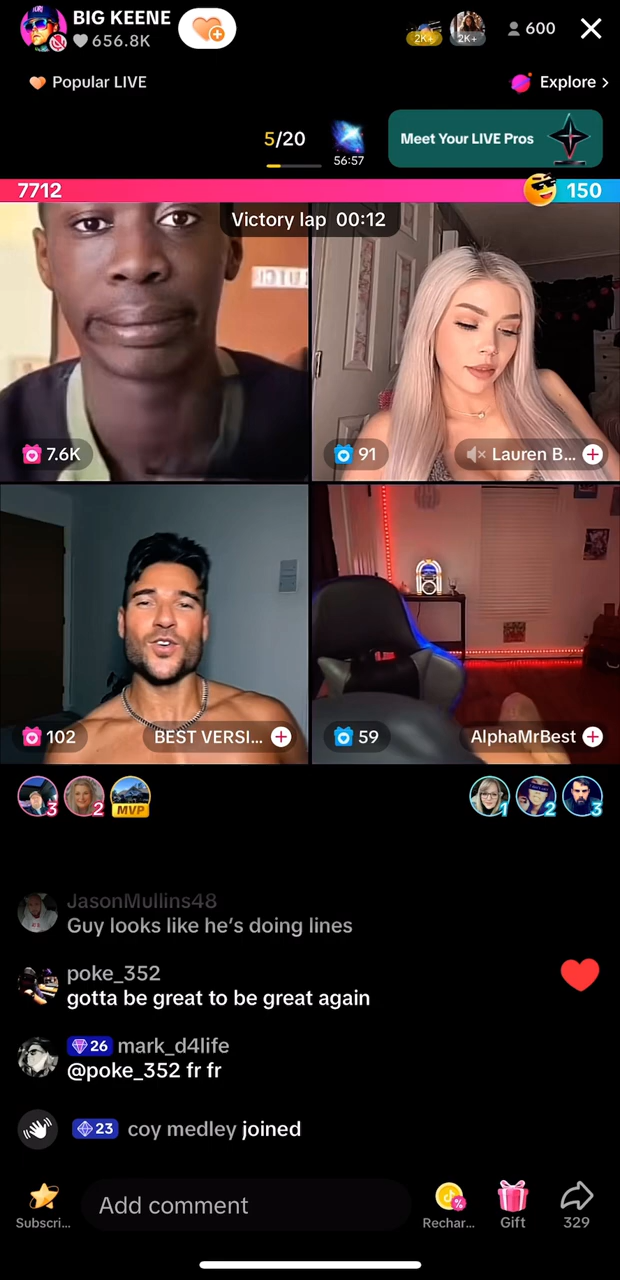 BIG KEENE
656.8K
2K+
2K+
600
Popular LIVE
Explore >
5/20
56:57
Meet Your LIVE Pros
7712
150
Victory lap 00:12
7.6K
91
Lauren B...
102
BEST VERSI...
59
AlphaMrBest
3
2
MVP
1
2
3
JasonMullins48
Guy looks like he's doing lines
poke_352
gotta be great to be great again
26 mark_d4life
@poke_352 fr fr
23 coy medley joined
Add comment
Subscri...
Rechar...
Gift
329